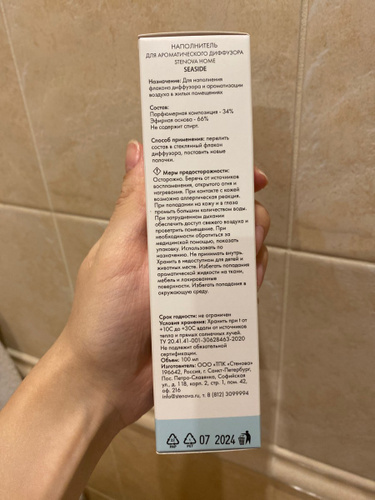 НАПОЛНИТЕЛЬ
ДЛЯ АРОМАТИЧЕСКОГО ДИФФУЗОРА
STENOVA HOME
SEASIDE
Назначение: Для наполнения
флакона диффузора и ароматизации
воздуха в жилых помещениях
Состав:
Парфюмерная композиция - 34%
Эфирная основа - 66%
Не содержит спирт.
Способ применения: перелить
состав в стеклянный флакон
диффузора, поставить новые
палочки.
Меры предосторожности:
Осторожно. Беречь от источников
воспламенения, открытого огня и
нагревания. При контакте с кожей
возможна аллергическая реакция.
При попадании на кожу и в глаза
промыть большим количеством воды.
При затрудненном дыхании
обеспечить доступ свежего воздуха и
проветрить помещение. При
необходимости обратиться за
медицинской помощью, показать
упаковку. Использовать по
назначению. Не принимать внутрь.
Хранить в недоступном для детей и
животных месте. Избегать попадания
ароматической жидкости на ткани,
мебель и лакированные
поверхности. Избегать попадания в
окружающую среду.
Срок годности: не ограничен
Условия хранения: Хранить при t от
+10C до +30C вдали от источников
тепла и прямых солнечных лучей.
ТУ 20.41.41-001-30628463-2020
Не подлежит обязательной
сертификации.
Объем: 100 мл
Изготовитель: ООО «ТПК «Стенова»
196642, Россия, г. Санкт-Петербург,
Пос. Петро-Славянка, Софийская
ул., д. 118, корп. 2, стр. 1, пом. 42,
оф. 216
info@stenova.ru, т. 8 (812) 3099994
PAP
PET
07 2024